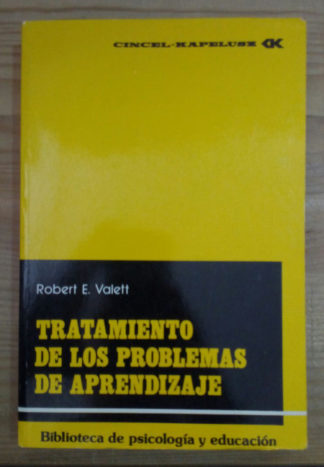 CINCEL-KAPELUSZ CK
Robert E. Valett
TRATAMIENTO
DE LOS PROBLEMAS
DE APRENDIZAJE
Biblioteca de psicología y educación